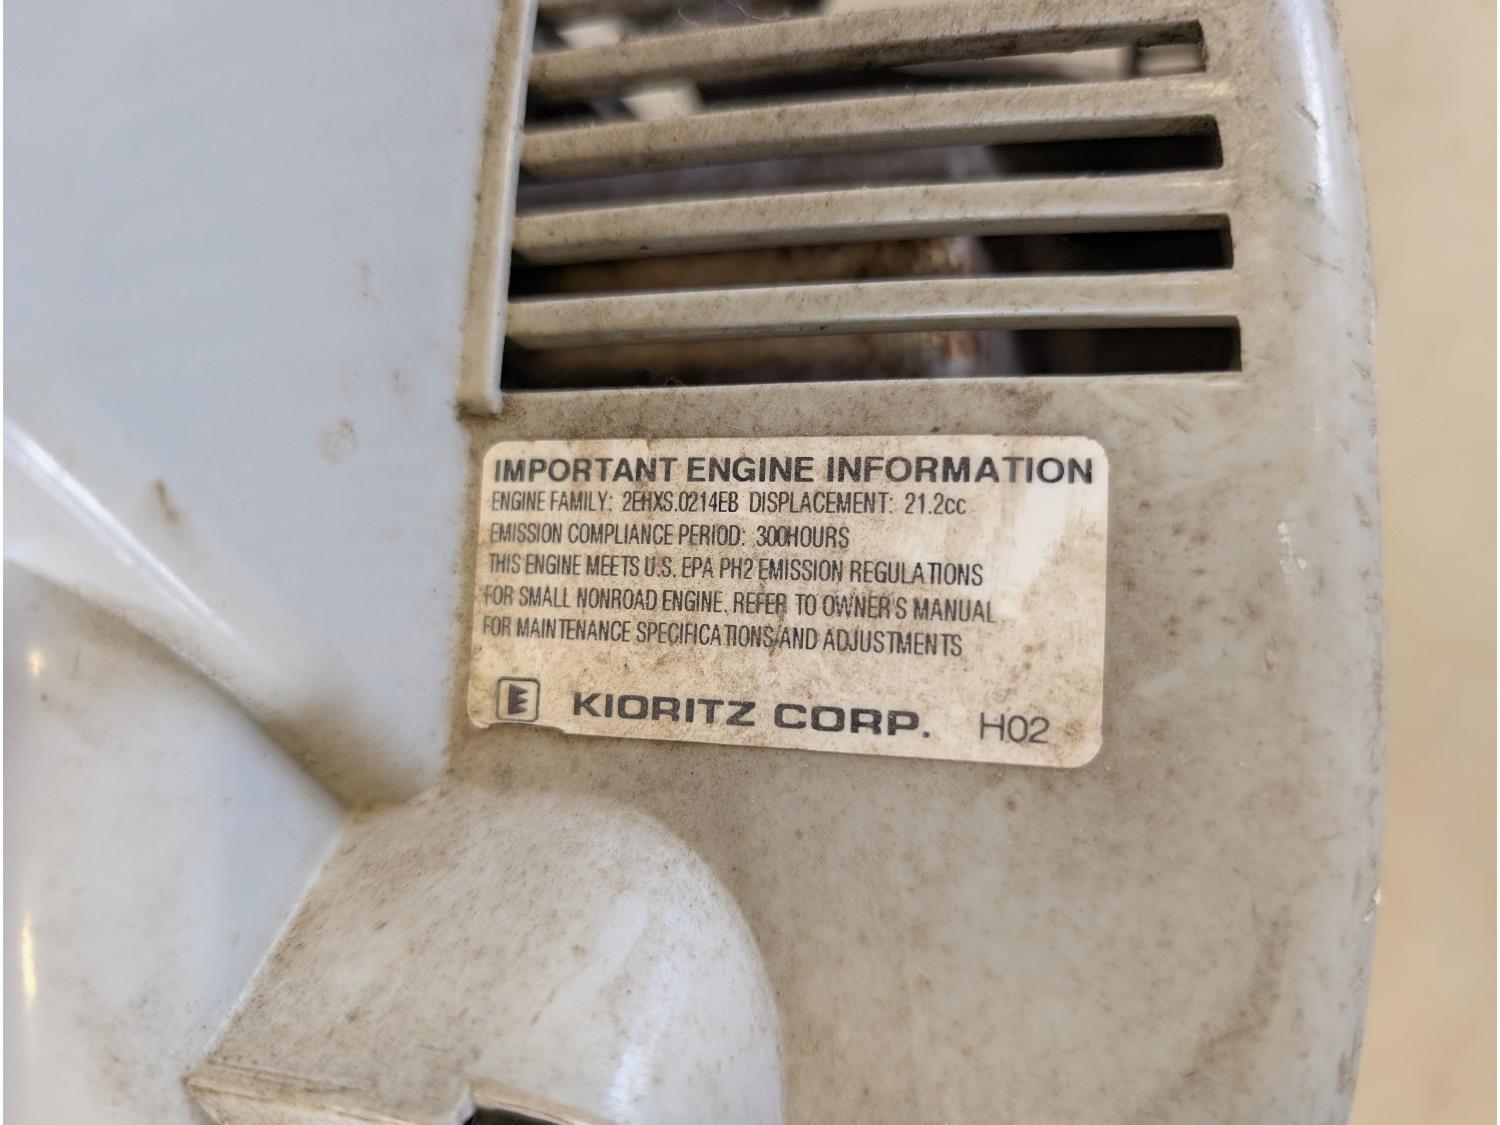 IMPORTANT ENGINE INFORMATION
ENGINE FAMILY: 2EHXS.0214EB DISPLACEMENT: 21.2cc
EMISSION COMPLIANCE PERIOD: 300HOURS
THIS ENGINE MEETS U.S. EPA PH2 EMISSION REGULATIONS
FOR SMALL NONROAD ENGINE. REFER TO OWNER'S MANUAL
FOR MAINTENANCE SPECIFICATIONS AND ADJUSTMENTS
E KIORITZ CORP. H02